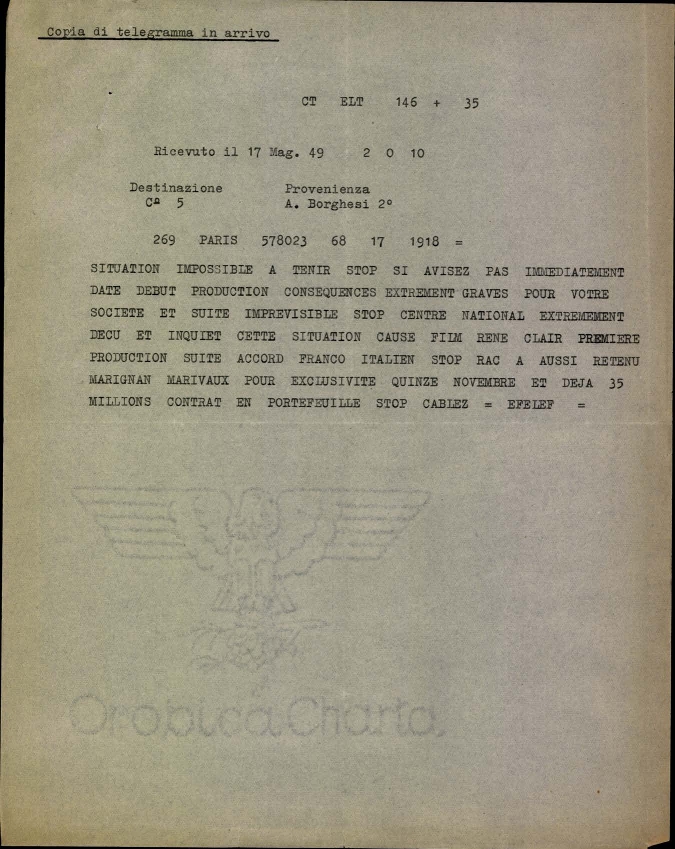 Copia di telegramma in arrivo
CT ELT 146 + 35
Ricevuto il 17 Mag. 49 2 0 10
Destinazione Provenienza
Cª 5 A. Borghesi 2º
269 PARIS 578023 68 17 1918 =
SITUATION IMPOSSIBLE A TENIR STOP SI AVISEZ PAS IMMEDIATEMENT
DATE DEBUT PRODUCTION CONSEQUENCES EXTREMENT GRAVES POUR VOTRE
SOCIETE ET SUITE IMPREVISIBLE STOP CENTRE NATIONAL EXTREMEMENT
DECU ET INQUIET CETTE SITUATION CAUSE FILM RENE CLAIR PREMIERE
PRODUCTION SUITE ACCORD FRANCO ITALIEN STOP RAC A AUSSI RETENU
MARIGNAN MARIVAUX POUR EXCLUSIVITE QUINZE NOVEMBRE ET DEJA 35
MILLIONS CONTRAT EN PORTEFEUILLE STOP CABLEZ = EFELEF =
Orobica Charta